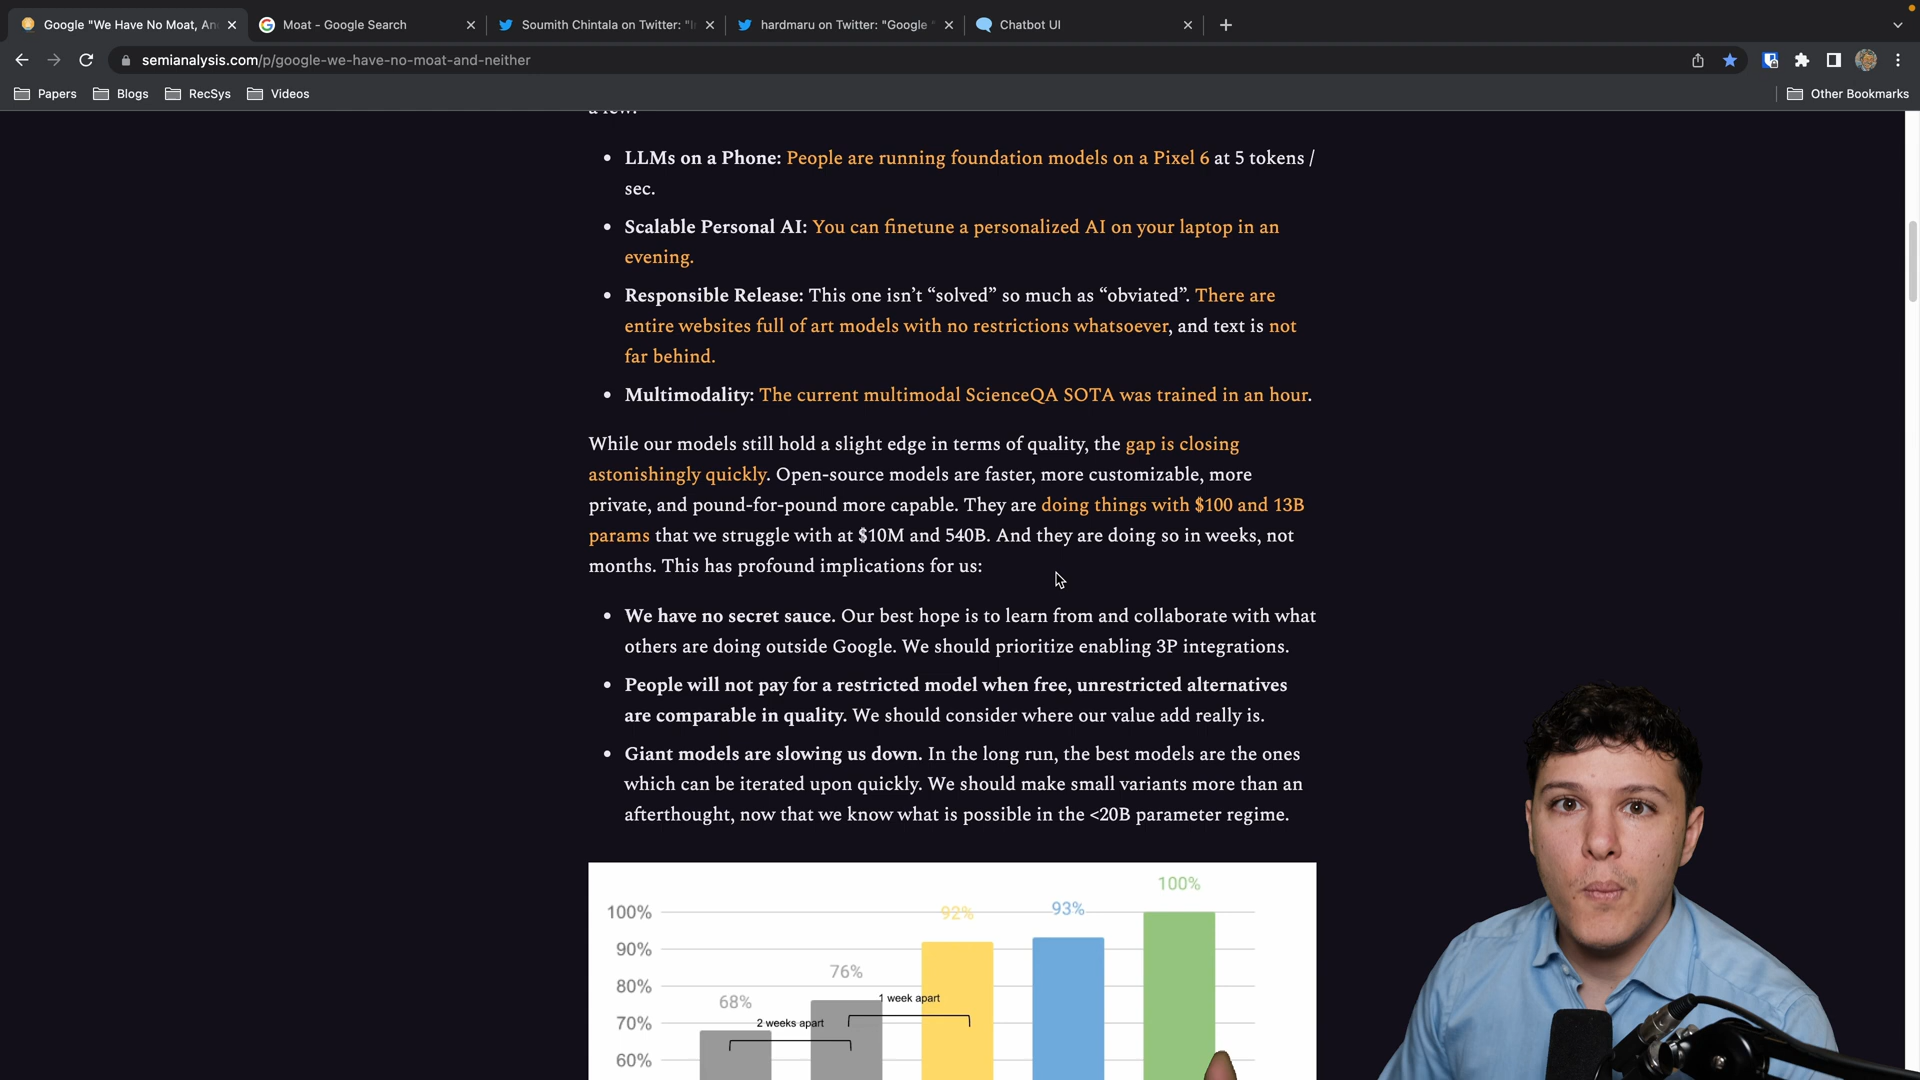 Google "We Have No Moat, An
Moat - Google Search
Soumith Chintala on Twitter: "I
hardmaru on Twitter: "Google "
Chatbot UI
semianalysis.com/p/google-we-have-no-moat-and-neither
Papers
Blogs
RecSys
Videos
Other Bookmarks
a few:
• LLMs on a Phone: People are running foundation models on a Pixel 6 at 5 tokens /
sec.
• Scalable Personal AI: You can finetune a personalized AI on your laptop in an
evening.
• Responsible Release: This one isn’t “solved” so much as “obviated”. There are
entire websites full of art models with no restrictions whatsoever, and text is not
far behind.
• Multimodality: The current multimodal ScienceQA SOTA was trained in an hour.
While our models still hold a slight edge in terms of quality, the gap is closing
astonishingly quickly. Open-source models are faster, more customizable, more
private, and pound-for-pound more capable. They are doing things with $100 and 13B
params that we struggle with at $10M and 540B. And they are doing so in weeks, not
months. This has profound implications for us:
• We have no secret sauce. Our best hope is to learn from and collaborate with what
others are doing outside Google. We should prioritize enabling 3P integrations.
• People will not pay for a restricted model when free, unrestricted alternatives
are comparable in quality. We should consider where our value add really is.
• Giant models are slowing us down. In the long run, the best models are the ones
which can be iterated upon quickly. We should make small variants more than an
afterthought, now that we know what is possible in the <20B parameter regime.
100%
100%
92%
93%
90%
76%
80%
68%
1 week apart
70%
2 weeks apart
60%